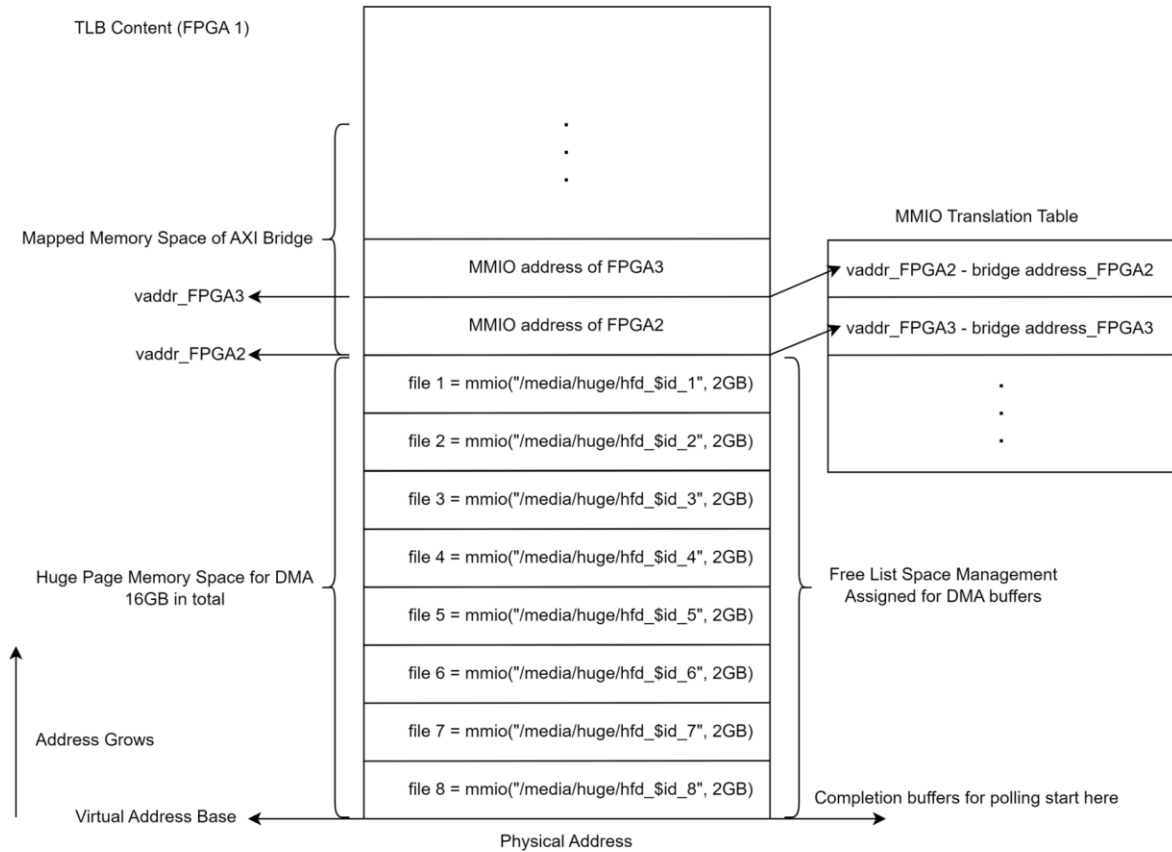 TLB Content (FPGA 1)
.
.
.
Mapped Memory Space of AXI Bridge
MMIO address of FPGA3
vaddr_FPGA3
MMIO address of FPGA2
vaddr_FPGA2
MMIO Translation Table
vaddr_FPGA2 - bridge address_FPGA2
vaddr_FPGA3 - bridge address_FPGA3
.
.
.
file 1 = mmio("/media/huge/hfd_$id_1", 2GB)
file 2 = mmio("/media/huge/hfd_$id_2", 2GB)
file 3 = mmio("/media/huge/hfd_$id_3", 2GB)
file 4 = mmio("/media/huge/hfd_$id_4", 2GB)
file 5 = mmio("/media/huge/hfd_$id_5", 2GB)
file 6 = mmio("/media/huge/hfd_$id_6", 2GB)
file 7 = mmio("/media/huge/hfd_$id_7", 2GB)
file 8 = mmio("/media/huge/hfd_$id_8", 2GB)
Huge Page Memory Space for DMA
16GB in total
Free List Space Management
Assigned for DMA buffers
Address Grows
Virtual Address Base
Completion buffers for polling start here
Physical Address